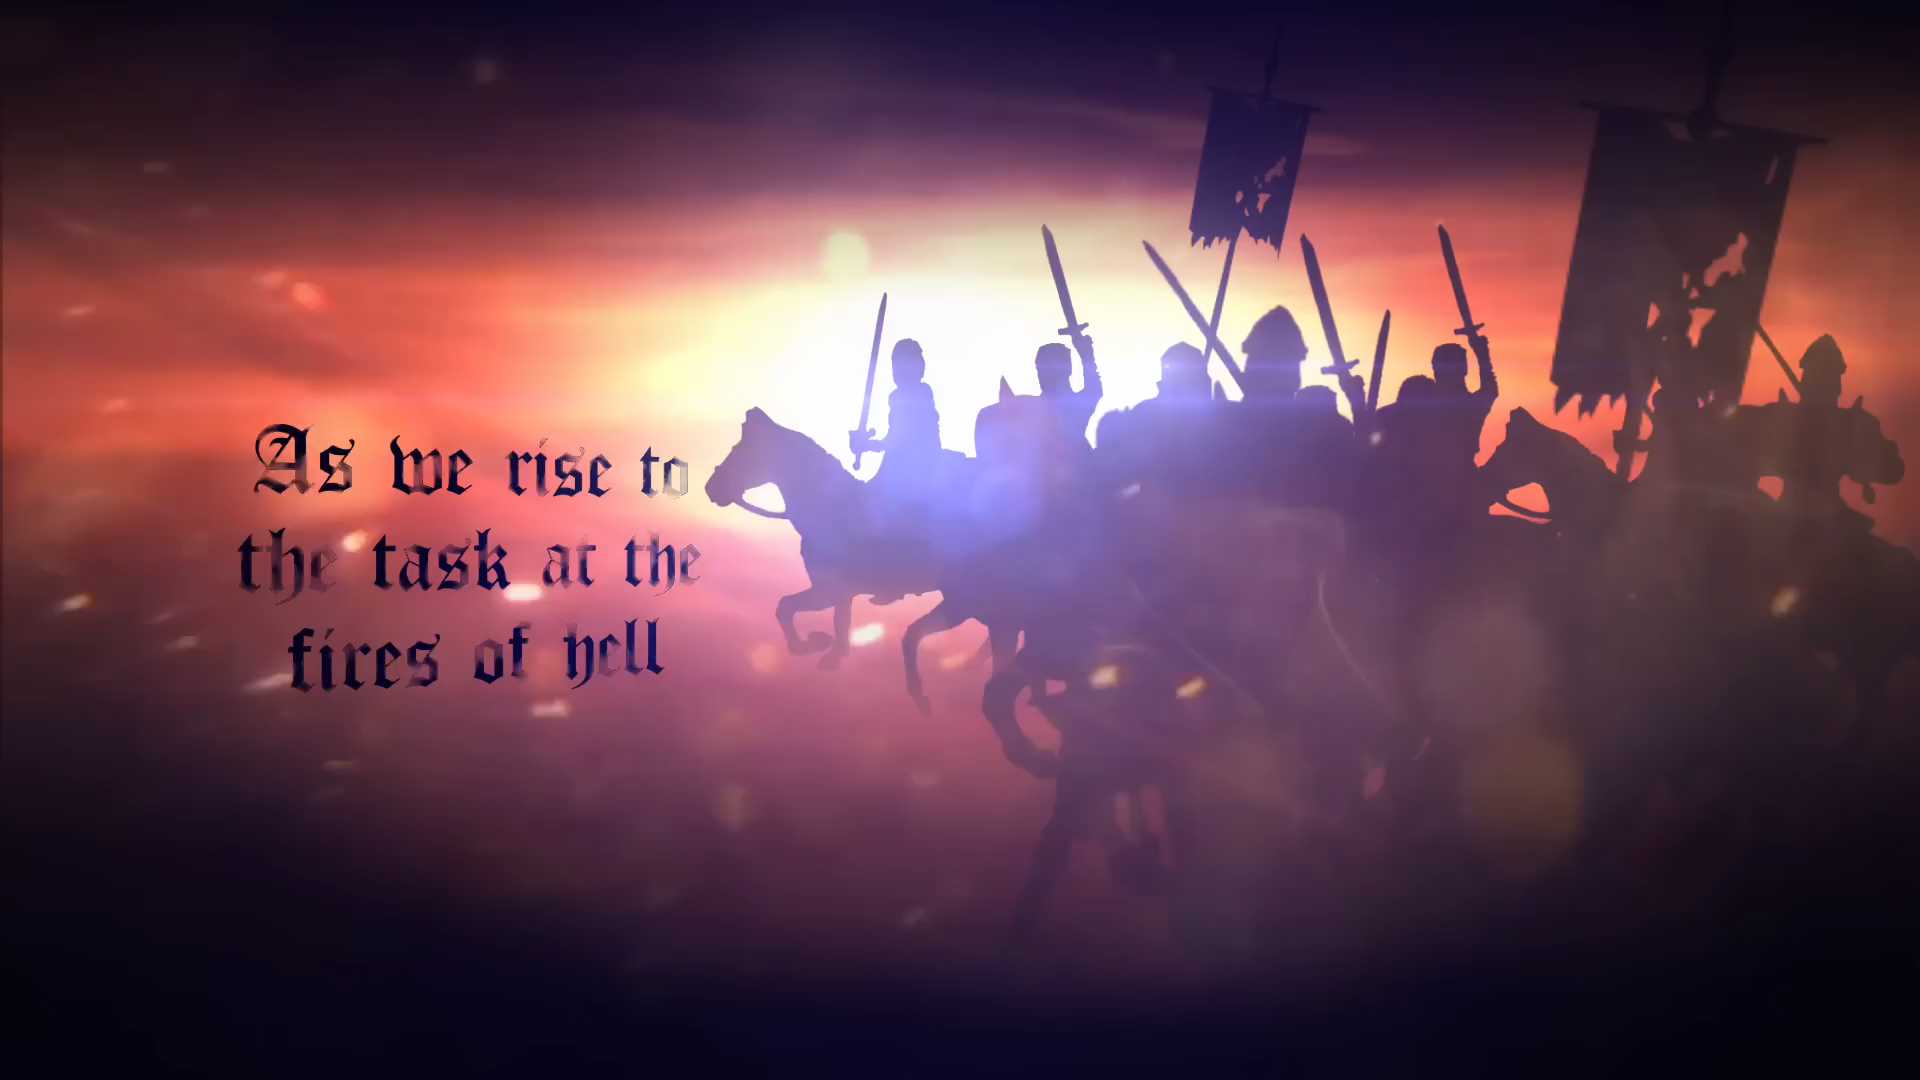 As we rise to
the task at the
fires of hell